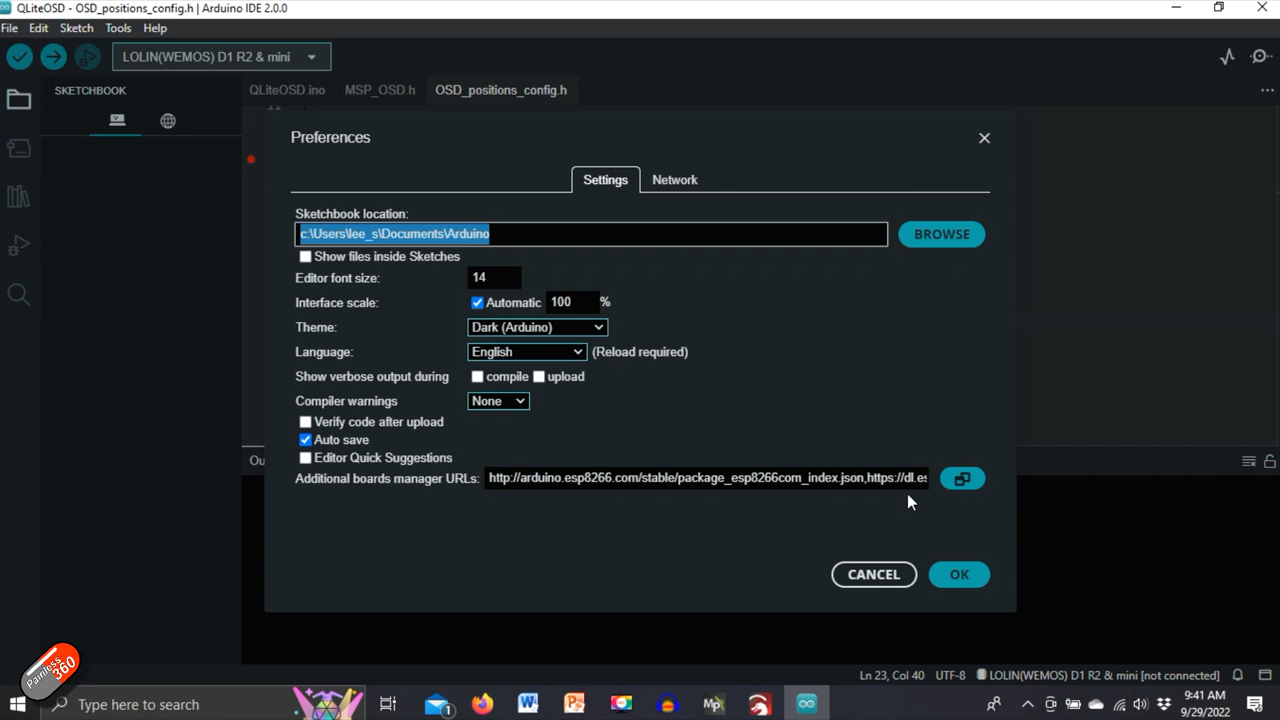 QLiteOSD - OSD_positions_config.h | Arduino IDE 2.0.0
File Edit Sketch Tools Help
LOLIN(WEMOS) D1 R2 & mini
SKETCHBOOK
QLiteOSD.ino MSP_OSD.h OSD_positions_config.h
11
Preferences
Settings Network
Sketchbook location:
c:\Users\lee_s\Documents\Arduino
BROWSE
Show files inside Sketches
Editor font size: 14
Interface scale: Automatic 100 %
Theme: Dark (Arduino)
Language: English (Reload required)
Show verbose output during compile upload
Compiler warnings None
Verify code after upload
Auto save
Editor Quick Suggestions
Ou
Additional boards manager URLs: http://arduino.esp8266.com/stable/package_esp8266com_index.json,https://dl.es
CANCEL OK
Painless360
Ln 23, Col 40 UTF-8 LOLIN(WEMOS) D1 R2 & mini [not connected]
Type here to search
1
W
P
Mp
9:41 AM
9/29/2022